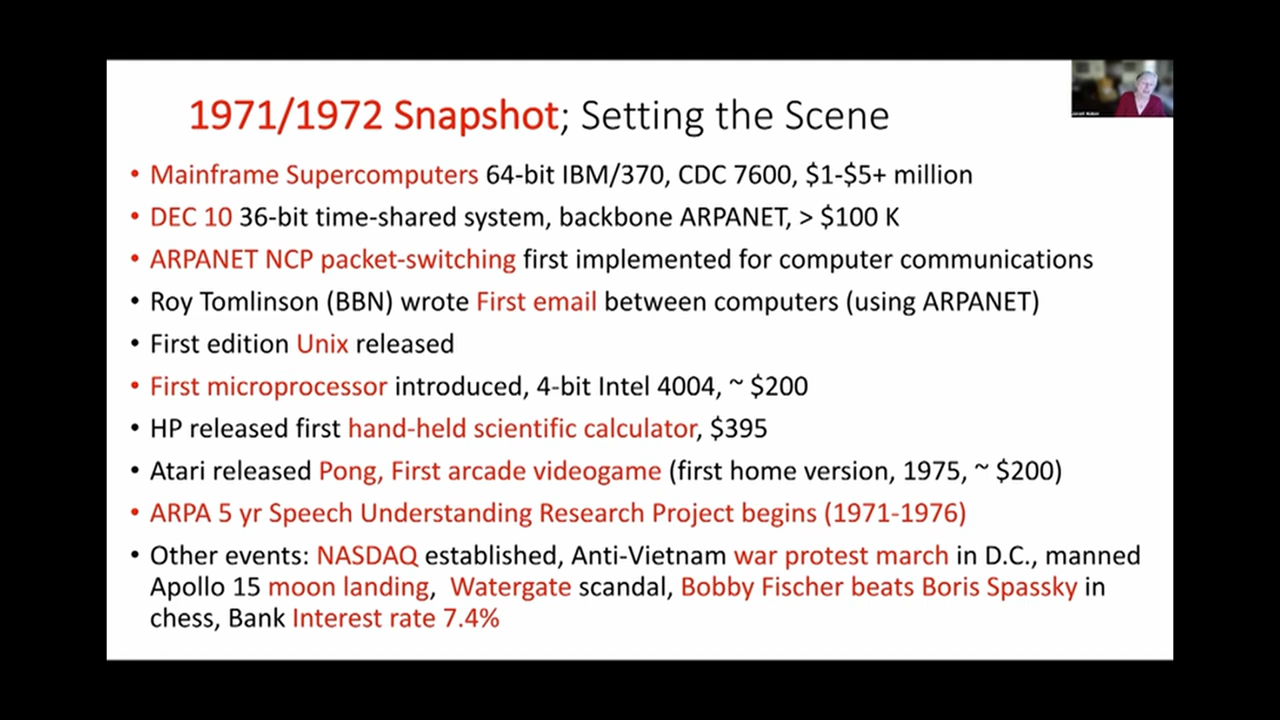 1971/1972 Snapshot; Setting the Scene
• Mainframe Supercomputers 64-bit IBM/370, CDC 7600, $1-$5+ million
• DEC 10 36-bit time-shared system, backbone ARPANET, > $100 K
• ARPANET NCP packet-switching first implemented for computer communications
• Roy Tomlinson (BBN) wrote First email between computers (using ARPANET)
• First edition Unix released
• First microprocessor introduced, 4-bit Intel 4004, ~ $200
• HP released first hand-held scientific calculator, $395
• Atari released Pong, First arcade videogame (first home version, 1975, ~ $200)
• ARPA 5 yr Speech Understanding Research Project begins (1971-1976)
• Other events: NASDAQ established, Anti-Vietnam war protest march in D.C., manned
Apollo 15 moon landing, Watergate scandal, Bobby Fischer beats Boris Spassky in
chess, Bank Interest rate 7.4%